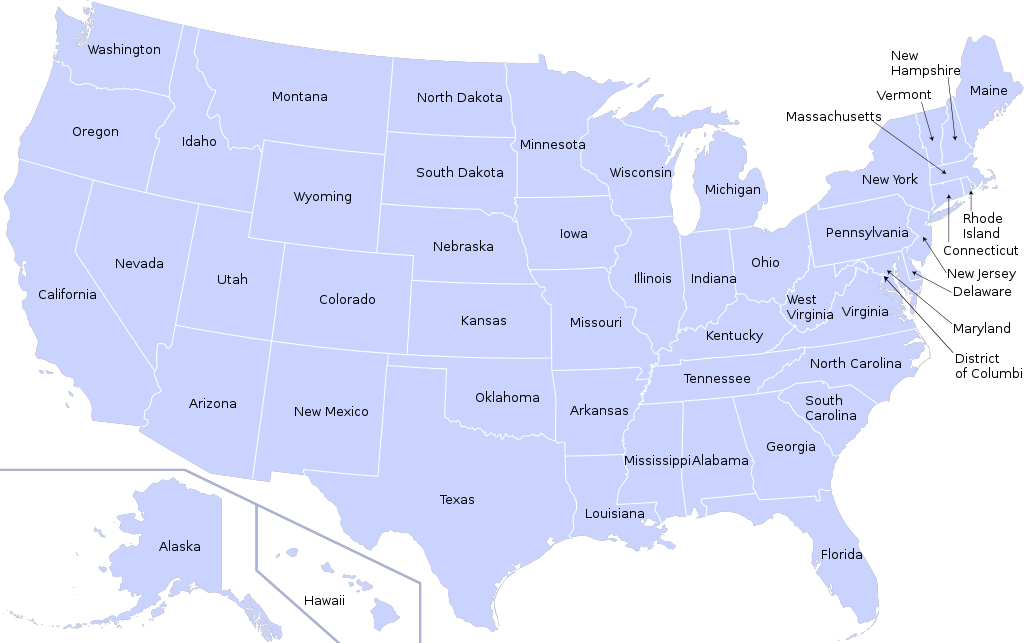 Washington
Oregon
California
Nevada
Idaho
Montana
Wyoming
Utah
Colorado
Arizona
New Mexico
North Dakota
South Dakota
Nebraska
Kansas
Oklahoma
Texas
Minnesota
Iowa
Missouri
Arkansas
Louisiana
Wisconsin
Illinois
Michigan
Indiana
Ohio
Kentucky
Tennessee
Mississippi
Alabama
Georgia
Florida
South
Carolina
North Carolina
Virginia
West
Virginia
Pennsylvania
New York
Maine
New
Hampshire
Vermont
Massachusetts
Rhode
Island
Connecticut
New Jersey
Delaware
Maryland
District
of Columbi
Alaska
Hawaii